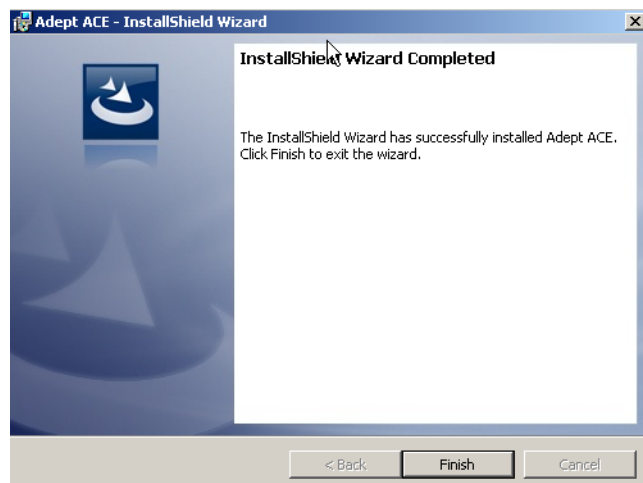 Adept ACE - InstallShield Wizard
InstallShield Wizard Completed
The InstallShield Wizard has successfully installed Adept ACE.
Click Finish to exit the wizard.
< Back
Finish
Cancel